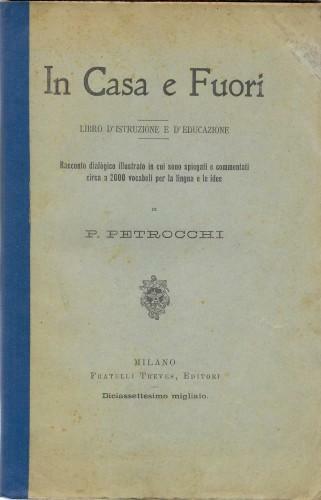 In Casa e Fuori
LIBRO D'ISTRUZIONE E D'EDUCAZIONE
Racconto dialògico illustrato in cui sono spiegati e commentati
circa a 2000 vocaboli per la lingua e le idee
DI
P. PETROCCHI
MILANO
FRATELLI TREVES, EDITORI
Diciassettesimo migliaio.